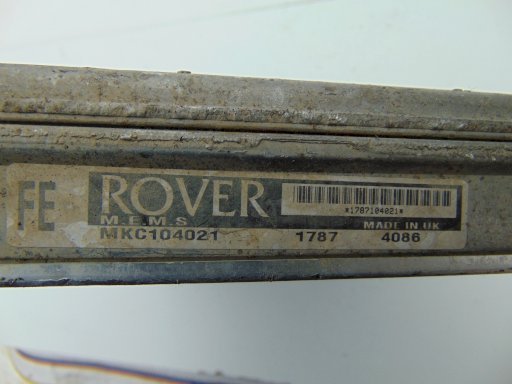 FE
ROVER
M.E.M.S
*1787104021*
MADE IN UK
MKC104021 1787 4086